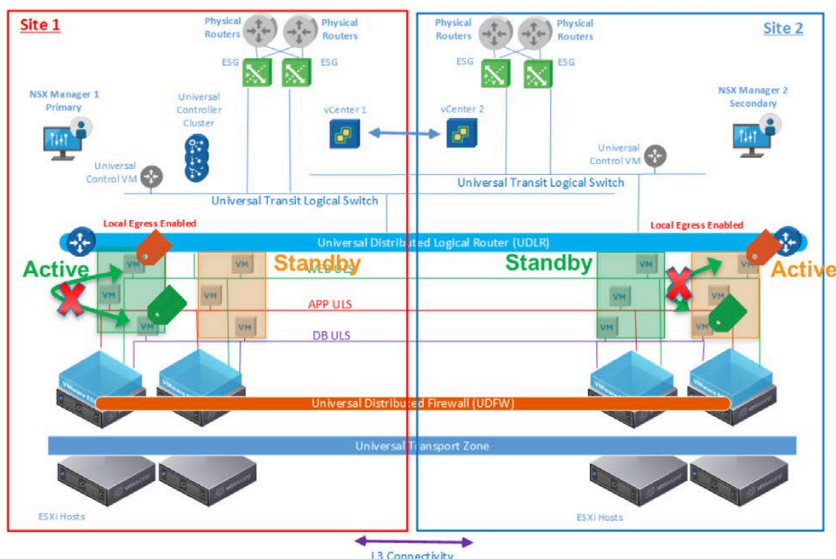 Site 1
Physical
Routers
Physical
Routers
ESG
ESG
NSX Manager 1
Primary
Universal
Controller
Cluster
Universal
Control VM
vCenter 1
vCenter 2
Physical
Routers
Physical
Routers
ESG
ESG
Site 2
NSX Manager 2
Secondary
Universal
Control VM
Universal Transit Logical Switch
Universal Transit Logical Switch
Local Egress Enabled
Local Egress Enabled
Universal Distributed Logical Router (UDLR)
Active
Standby
Standby
Active
VM
VM
VM
VM
VM
VM
VM
VM
VM
VM
VM
WEB ULS
APP ULS
DB ULS
Universal Distributed Firewall (UDFW)
Universal Transport Zone
ESXi Hosts
ESXi Hosts
L3 Connectivity